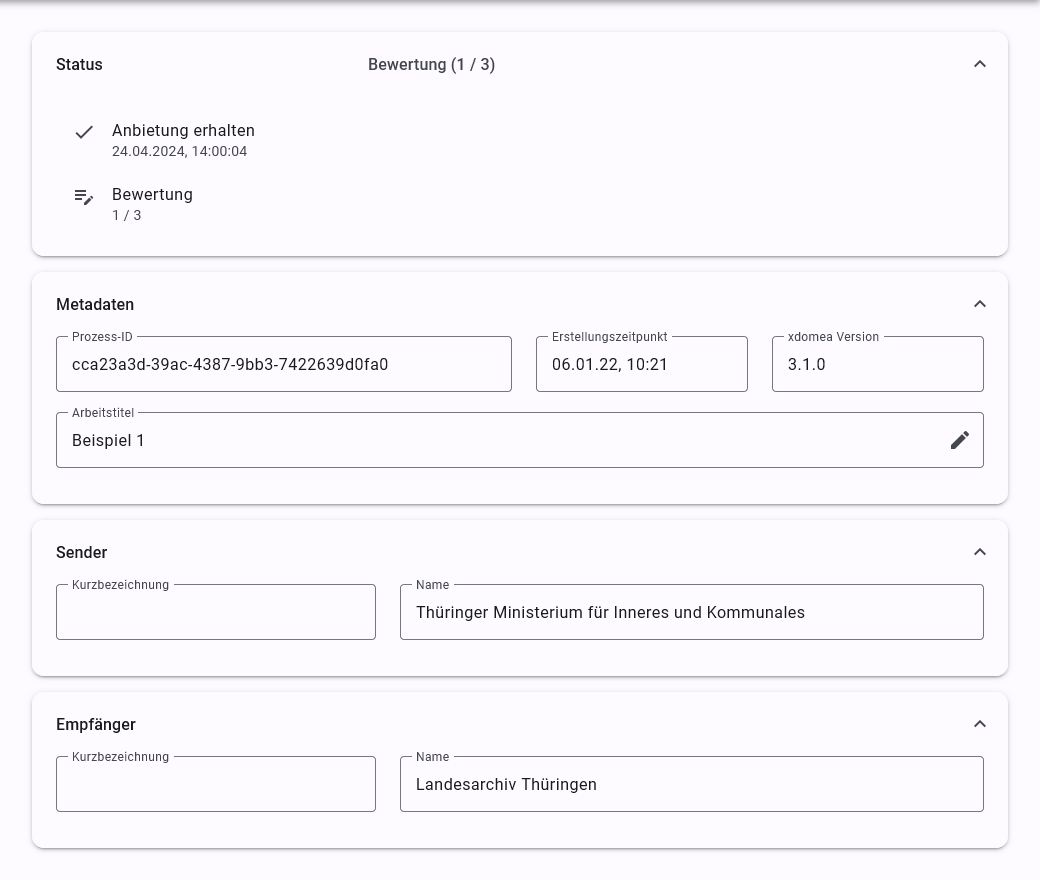 Status
Bewertung (1 / 3)
Anbietung erhalten
24.04.2024, 14:00:04
Bewertung
1 / 3
Metadaten
Prozess-ID
cca23a3d-39ac-4387-9bb3-7422639d0fa0
Erstellungszeitpunkt
06.01.22, 10:21
xdomea Version
3.1.0
Arbeitstitel
Beispiel 1
Sender
Kurzbezeichnung
Name
Thüringer Ministerium für Inneres und Kommunales
Empfänger
Kurzbezeichnung
Name
Landesarchiv Thüringen